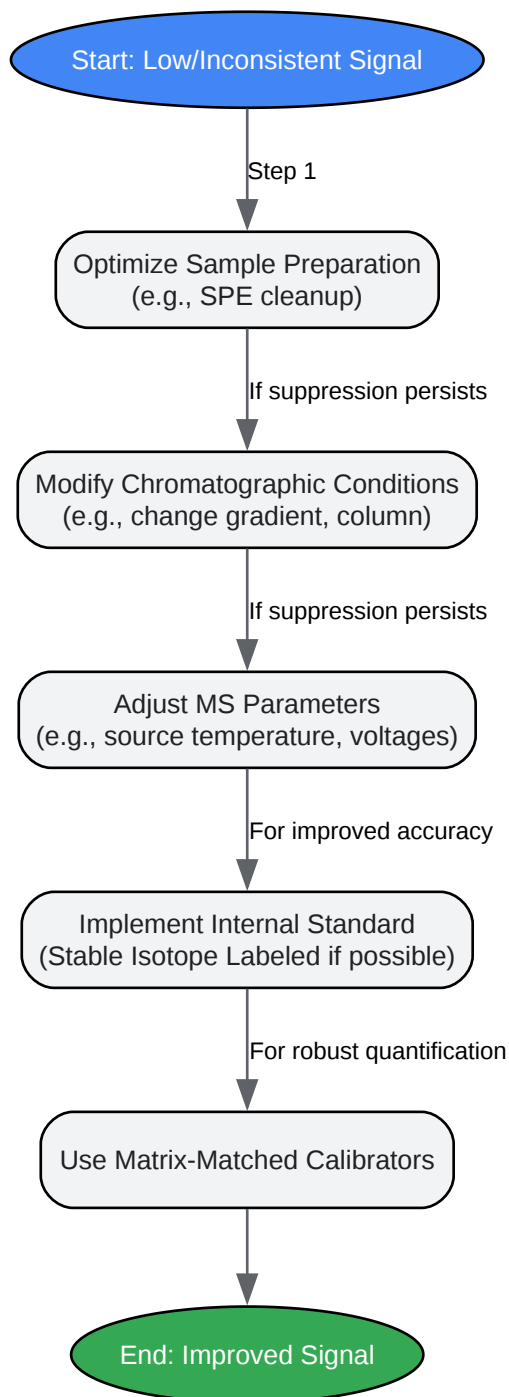 Start: Low/Inconsistent Signal
Step 1
Optimize Sample Preparation
(e.g., SPE cleanup)
If suppression persists
Modify Chromatographic Conditions
(e.g., change gradient, column)
If suppression persists
Adjust MS Parameters
(e.g., source temperature, voltages)
For improved accuracy
Implement Internal Standard
(Stable Isotope Labeled if possible)
For robust quantification
Use Matrix-Matched Calibrators
End: Improved Signal